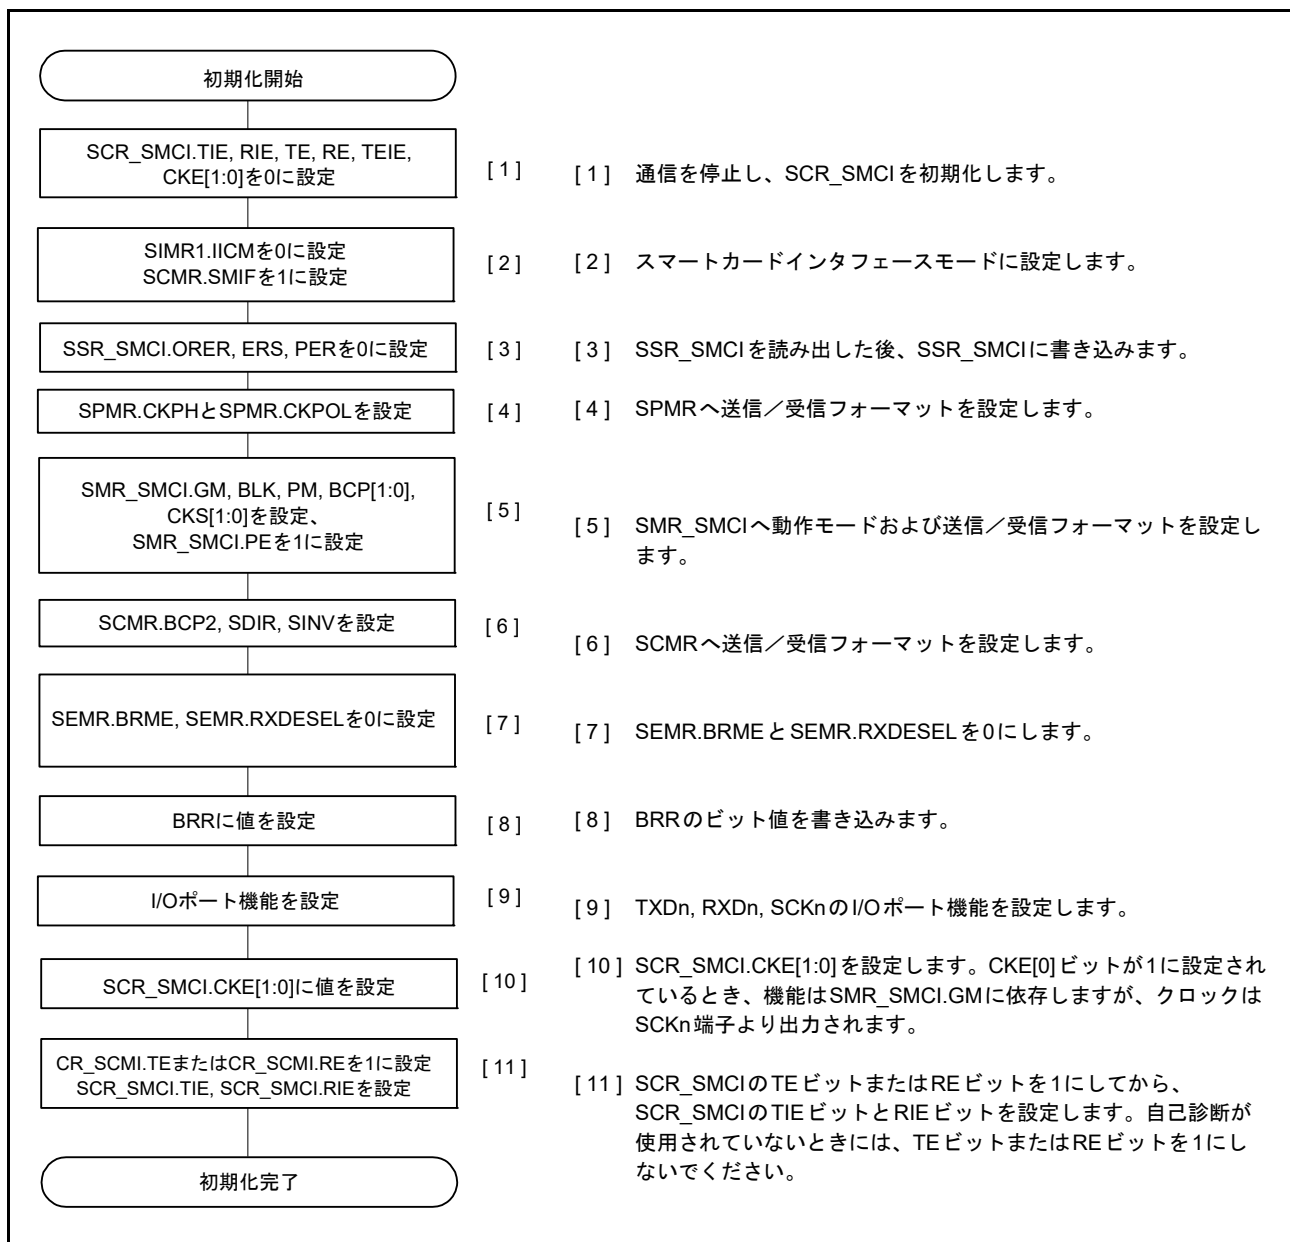 初期化開始
SCR_SMCI.TIE, RIE, TE, RE, TEIE,
CKE[1:0]を0に設定
[ 1 ]
[ 1 ] 通信を停止し、SCR_SMCIを初期化します。
SIMR1.IICMを0に設定
SCMR.SMIFを1に設定
[ 2 ]
[ 2 ] スマートカードインタフェースモードに設定します。
SSR_SMCI.ORER, ERS, PERを0に設定
[ 3 ]
[ 3 ] SSR_SMCIを読み出した後、SSR_SMCIに書き込みます。
SPMR.CKPHとSPMR.CKPOLを設定
[ 4 ]
[ 4 ] SPMRへ送信／受信フォーマットを設定します。
SMR_SMCI.GM, BLK, PM, BCP[1:0],
CKS[1:0]を設定、
SMR_SMCI.PEを1に設定
[ 5 ]
[ 5 ] SMR_SMCIへ動作モードおよび送信／受信フォーマットを設定し
ます。
SCMR.BCP2, SDIR, SINVを設定
[ 6 ]
[ 6 ] SCMRへ送信／受信フォーマットを設定します。
SEMR.BRME, SEMR.RXDESELを0に設定
[ 7 ]
[ 7 ] SEMR.BRMEとSEMR.RXDESELを0にします。
BRRに値を設定
[ 8 ]
[ 8 ] BRRのビット値を書き込みます。
I/Oポート機能を設定
[ 9 ]
[ 9 ] TXDn, RXDn, SCKnのI/Oポート機能を設定します。
SCR_SMCI.CKE[1:0]に値を設定
[ 10 ]
[ 10 ] SCR_SMCI.CKE[1:0]を設定します。CKE[0]ビットが1に設定され
ているとき、機能はSMR_SMCI.GMに依存しますが、クロックは
SCKn端子より出力されます。
CR_SCMI.TEまたはCR_SCMI.REを1に設定
SCR_SMCI.TIE, SCR_SMCI.RIEを設定
[ 11 ]
[ 11 ] SCR_SMCIのTEビットまたはREビットを1にしてから、
SCR_SMCIのTIEビットとRIEビットを設定します。自己診断が
使用されていないときには、TEビットまたはREビットを1にし
ないでください。
初期化完了